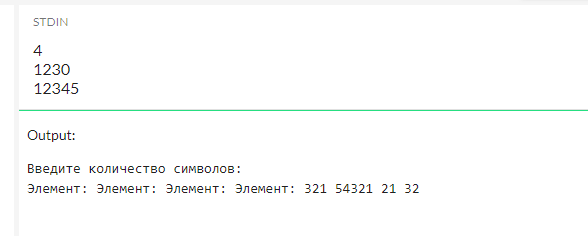 STDIN
4
1230
12345
Output:
Введите количество символов:
Элемент: Элемент: Элемент: Элемент: 321 54321 21 32